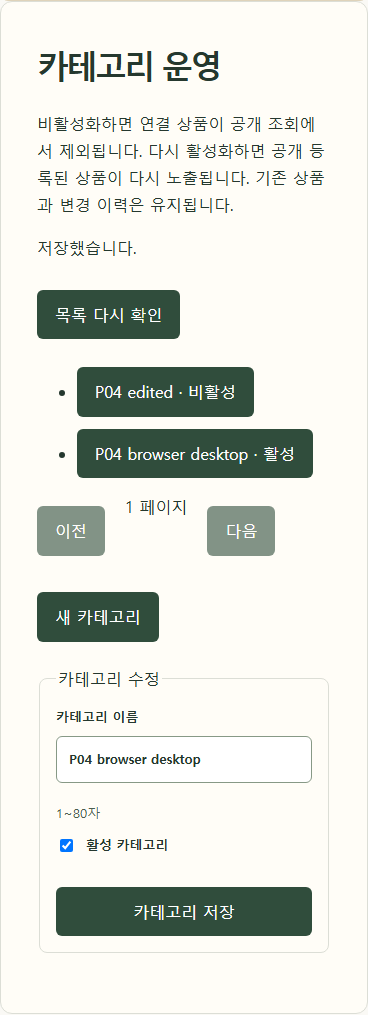 카테고리 운영
비활성화하면 연결 상품이 공개 조회에
서 제외됩니다. 다시 활성화하면 공개 등
록된 상품이 다시 노출됩니다. 기존 상품
과 변경 이력은 유지됩니다.
저장했습니다.
목록 다시 확인
P04 edited · 비활성
P04 browser desktop · 활성
이전
1 페이지
다음
새 카테고리
카테고리 수정
카테고리 이름
P04 browser desktop
1~80자
활성 카테고리
카테고리 저장